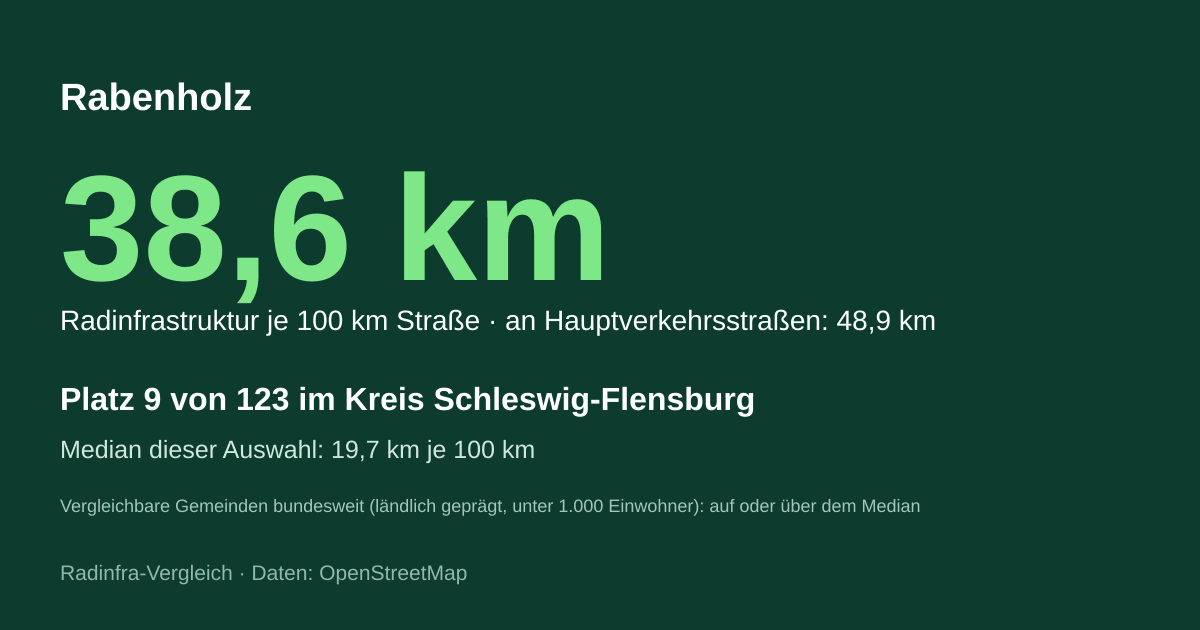 Rabenholz
38,6 km
Radinfrastruktur je 100 km Straße · an Hauptverkehrsstraßen: 48,9 km
Platz 9 von 123 im Kreis Schleswig-Flensburg
Median dieser Auswahl: 19,7 km je 100 km
Vergleichbare Gemeinden bundesweit (ländlich geprägt, unter 1.000 Einwohner): auf oder über dem Median
Radinfra-Vergleich · Daten: OpenStreetMap